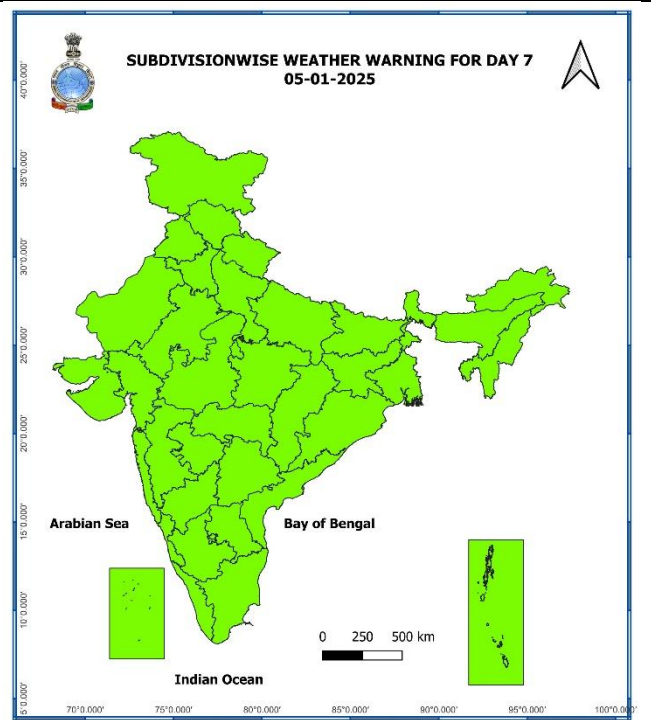 SUBDIVISIONWISE WEATHER WARNING FOR DAY 7
05-01-2025
40°0.000'
35°0.000'
30°0.000'
25°0.000'
20°0.000'
15°0.000'
10°0.000'
5°0.000'
Arabian Sea
Bay of Bengal
0 250 500 km
Indian Ocean
70°0.000' 75°0.000' 80°0.000' 85°0.000' 90°0.000' 95°0.000' 100°0.000'